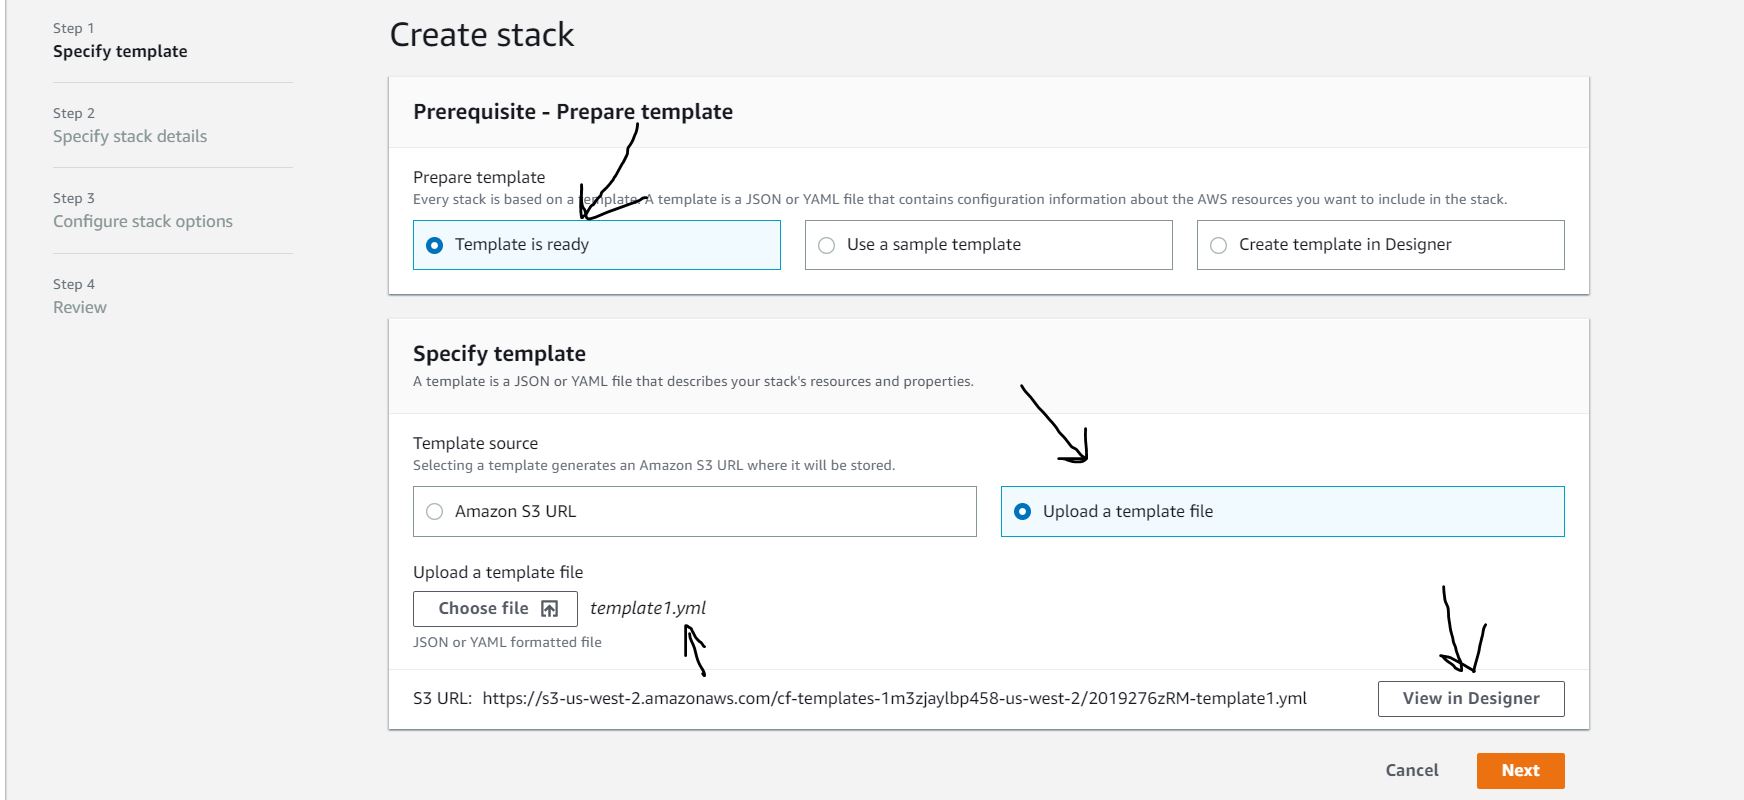 Step 1
Specify template
Step 2
Specify stack details
Step 3
Configure stack options
Step 4
Review
Create stack
Prerequisite - Prepare template
Prepare template
Every stack is based on a template. A template is a JSON or YAML file that contains configuration information about the AWS resources you want to include in the stack.
Template is ready
Use a sample template
Create template in Designer
Specify template
A template is a JSON or YAML file that describes your stack's resources and properties.
Template source
Selecting a template generates an Amazon S3 URL where it will be stored.
Amazon S3 URL
Upload a template file
Upload a template file
Choose file template1.yml
JSON or YAML formatted file
S3 URL: https://s3-us-west-2.amazonaws.com/cf-templates-1m3zjaylbp458-us-west-2/2019276zRM-template1.yml
View in Designer
Cancel
Next